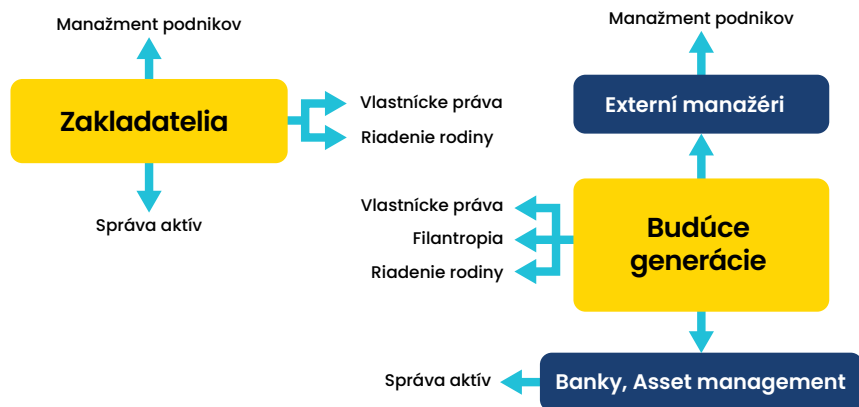 Manažment podnikov
Zakladatelia
Vlastnícke práva
Riadenie rodiny
Správa aktív
Manažment podnikov
Externí manažéri
Vlastnícke práva
Filantropia
Riadenie rodiny
Budúce
generácie
Správa aktív
Banky, Asset management